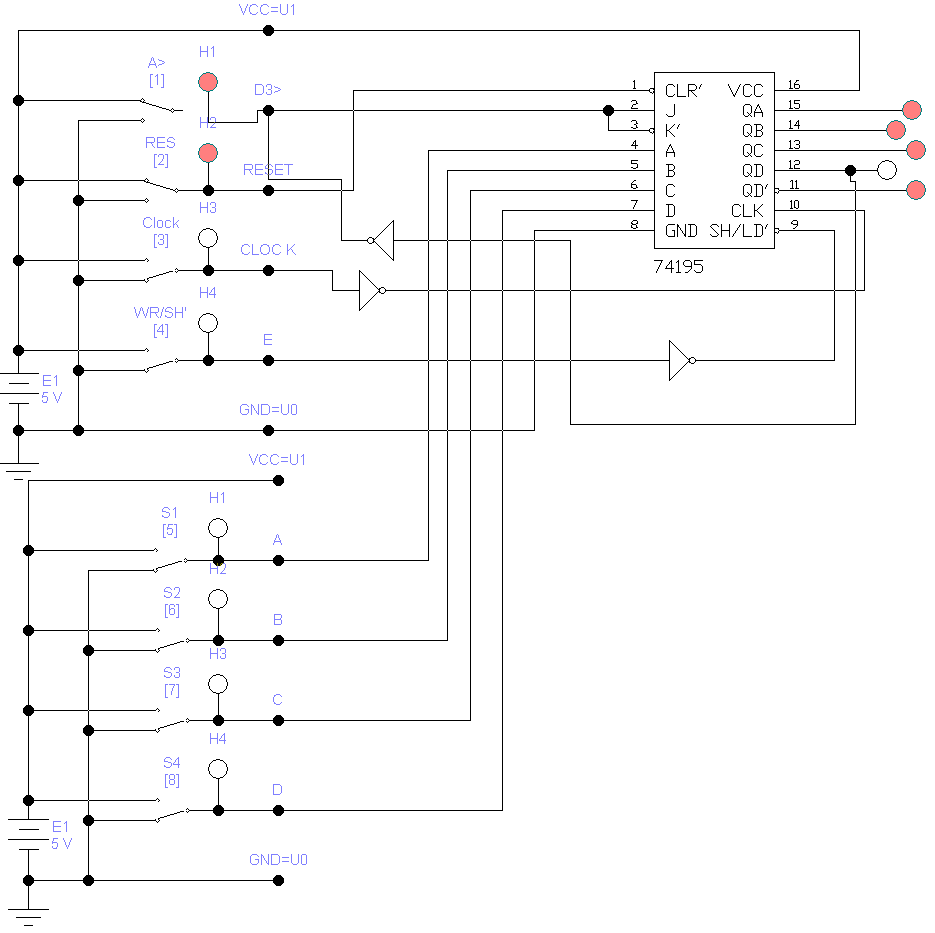 VCC=U1
H1
A>
[1]
D3>
H2
RES
[2]
RESET
H3
Clock
[3]
CLOC K
H4
WR/SH'
[4]
E
E1
5 V
GND=U0
1 CLR' VCC 16
2 J QA 15
3 K' QB 14
4 A QC 13
5 B QD 12
6 C QD' 11
7 D CLK 10
8 GND SH/LD' 9
74195
VCC=U1
H1
S1
[5]
A
H2
S2
[6]
B
H3
S3
[7]
C
H4
S4
[8]
D
E1
5 V
GND=U0